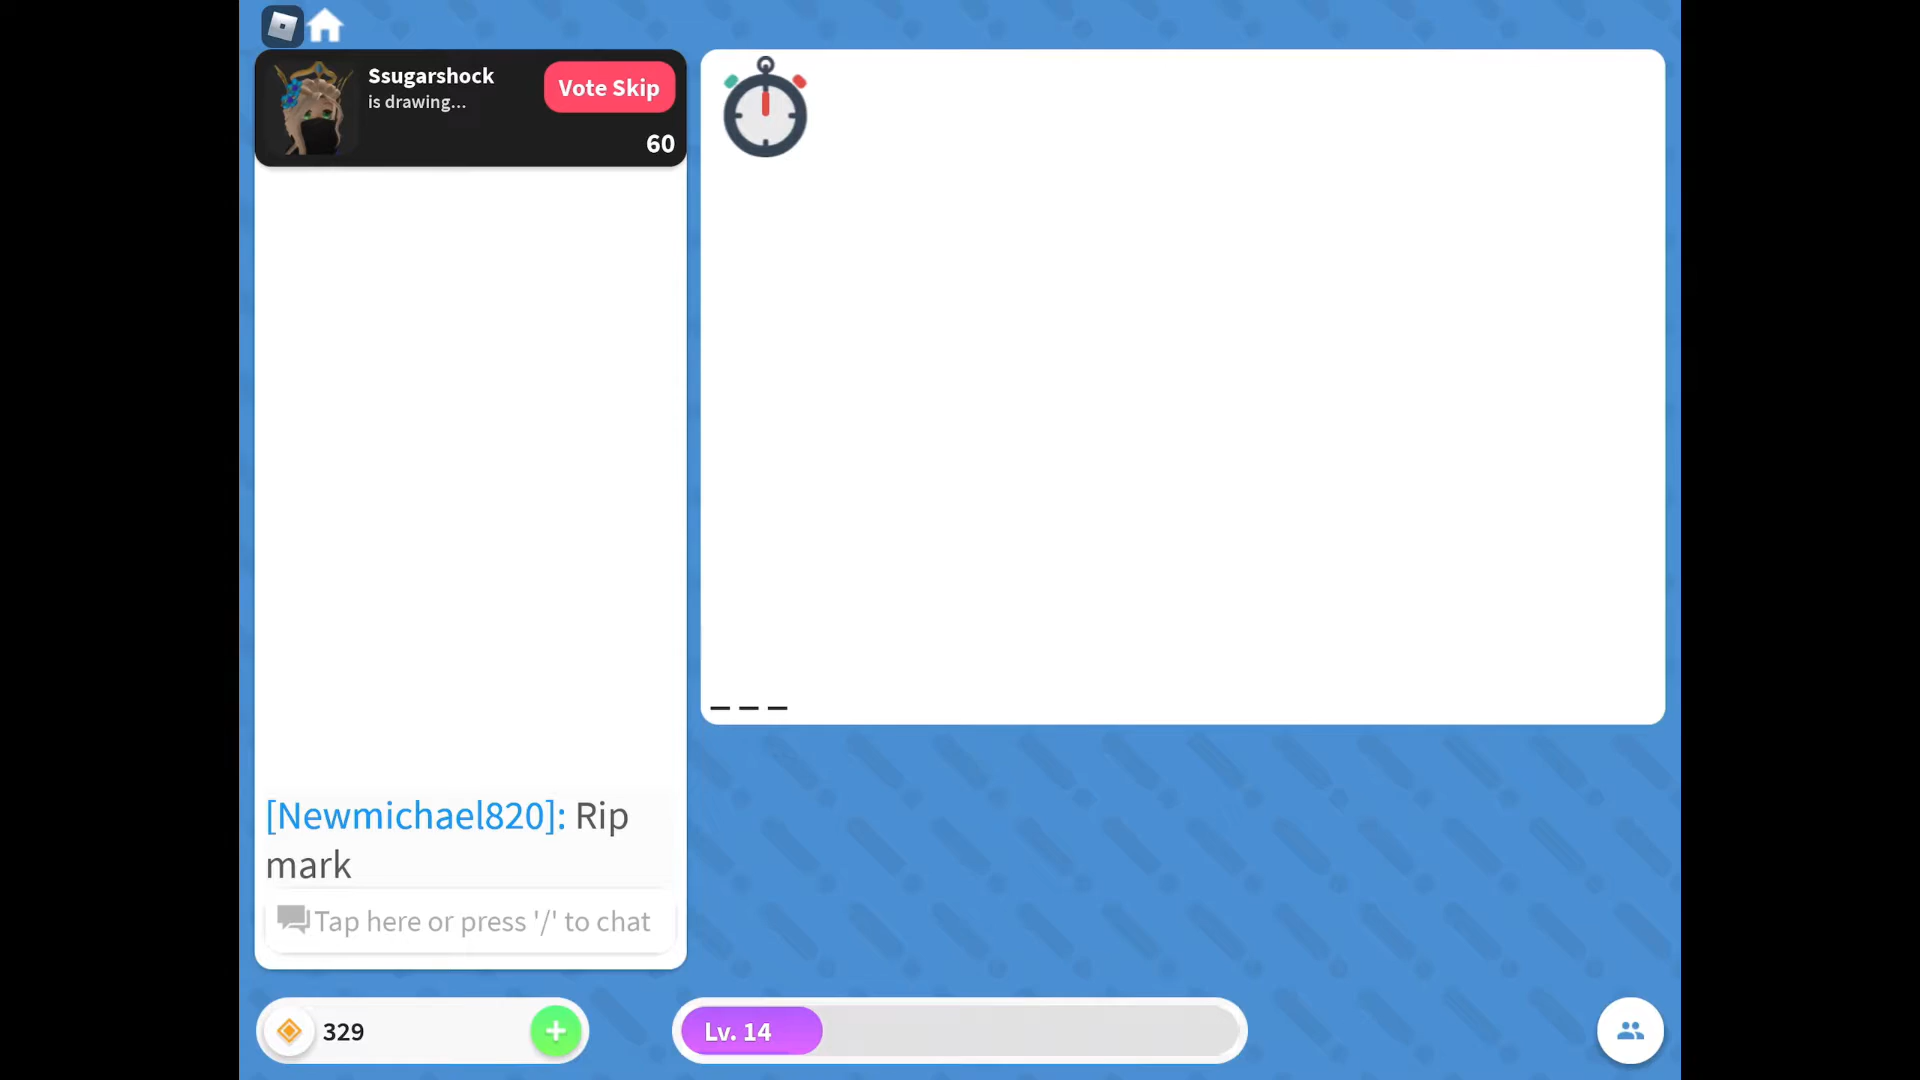 Ssugarshock
is drawing...
Vote Skip
60
_ _ _
[Newmichael820]: Rip
mark
Tap here or press '/' to chat
329
+
Lv. 14